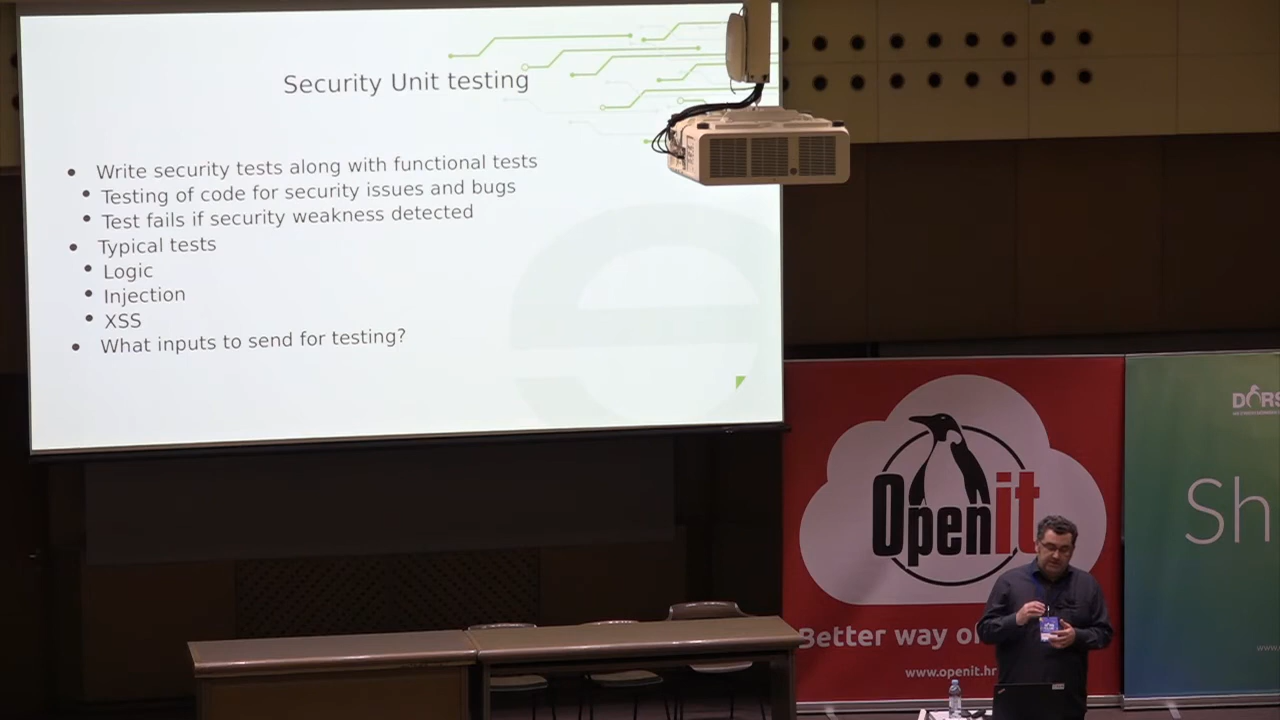 Security Unit testing
• Write security tests along with functional tests
• Testing of code for security issues and bugs
• Test fails if security weakness detected
• Typical tests
• Logic
• Injection
• XSS
• What inputs to send for testing?
Openit
Better way
www.openit.hr
DORS
Sh